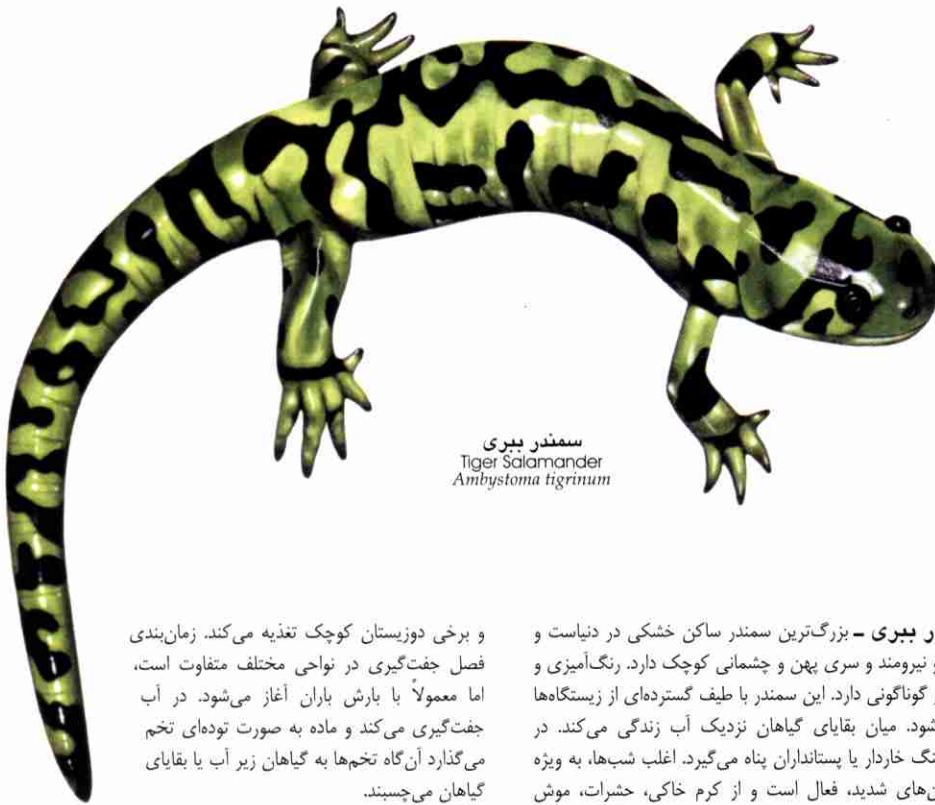 سمندر ببری
Tiger Salamander
Ambystoma tigrinum
ببری – بزرگ‌ترین سمندر ساکن خشکی در دنیاست و
نیرومند و سری پهن و چشمانی کوچک دارد. رنگ‌آمیزی و
گوناگونی دارد. این سمندر با طیف گسترده‌ای از زیستگاه‌ها
میان بقایای گیاهان نزدیک آب زندگی می‌کند. در
خاردار یا پستانداران پناه می‌گیرد. اغلب شب‌ها، به ویژه
شدید، فعال است و از کرم خاکی، حشرات، موش
و برخی دوزیستان کوچک تغذیه می‌کند. زمان‌بندی
فصل جفت‌گیری در نواحی مختلف متفاوت است،
اما معمولاً با بارش باران آغاز می‌شود. در آب
جفت‌گیری می‌کند و ماده به صورت توده‌ای تخم
می‌گذارد آن‌گاه تخم‌ها به گیاهان زیر آب یا بقایای
گیاهان می‌چسبند.